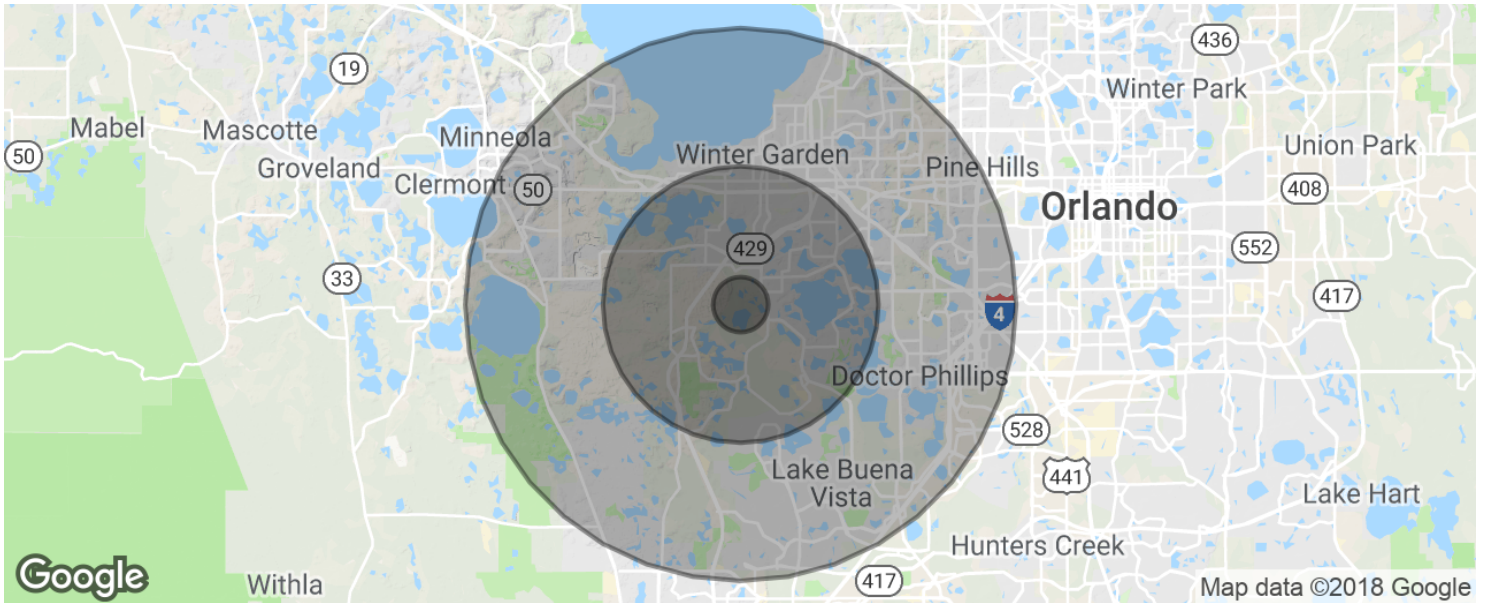 436
19
Winter Park
Mabel
Mascotte
Minneola
Union Park
50
Groveland
Winter Garden
Pine Hills
Clermont
50
408
Orlando
429
552
33
417
4
Doctor Phillips
528
Lake Buena
Vista
441
Lake Hart
Hunters Creek
Google
Withla
417
Map data ©2018 Google